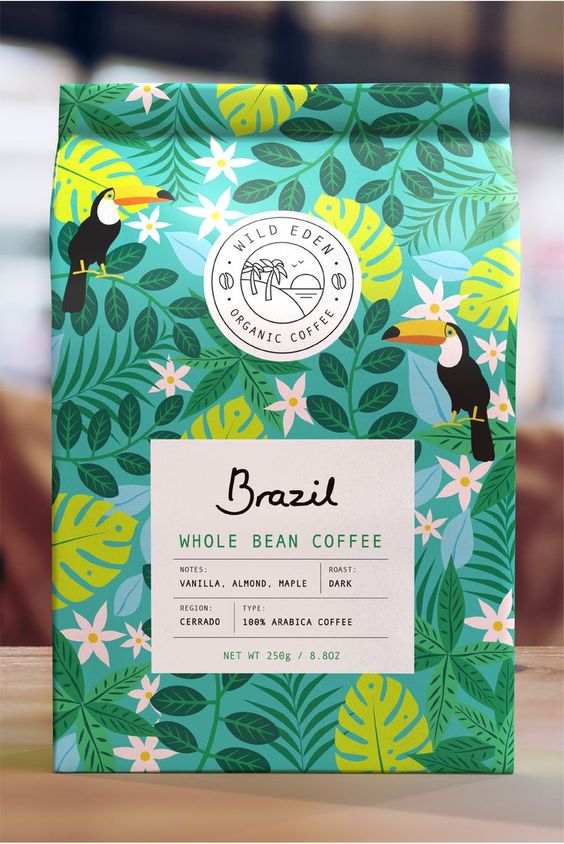 WILD EDEN
ORGANIC COFFEE
Brazil
WHOLE BEAN COFFEE
NOTES: ROAST:
VANILLA, ALMOND, MAPLE DARK
REGION: TYPE:
CERRADO 100% ARABICA COFFEE
NET WT 250g / 8.8OZ